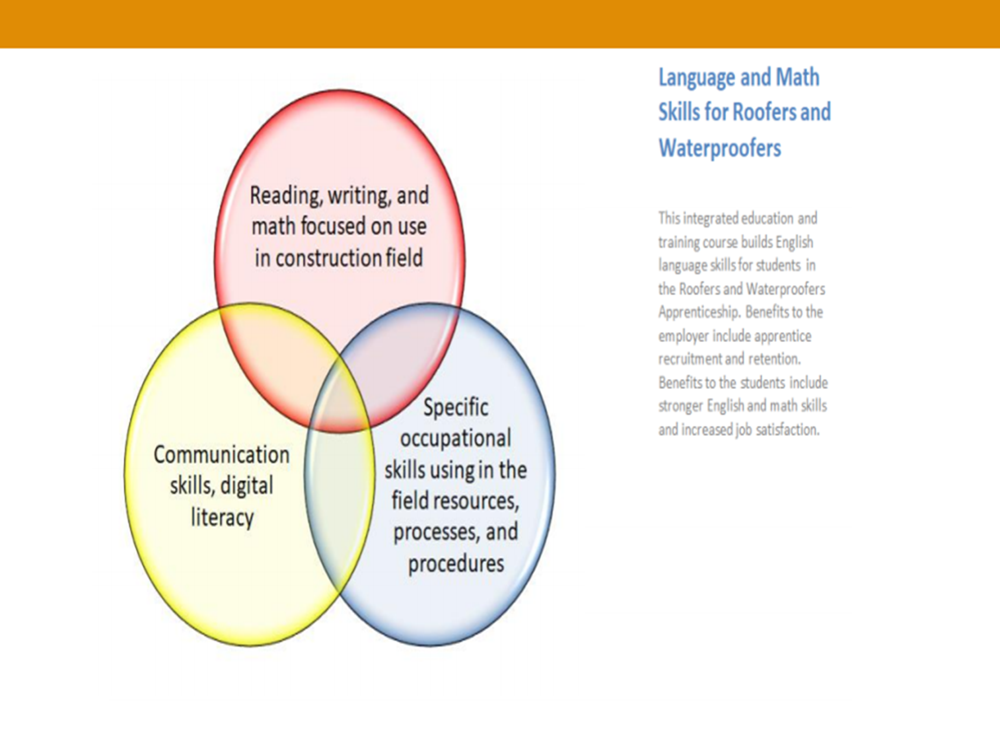 Language and Math
Skills for Roofers and
Waterproofers
Reading, writing, and
math focused on use
in construction field
Communication
skills, digital
literacy
Specific
occupational
skills using in the
field resources,
processes, and
procedures
This integrated education and
training course builds English
language skills for students in
the Roofers and Waterproofers
Apprenticeship. Benefits to the
employer include apprentice
recruitment and retention.
Benefits to the students include
stronger English and math skills
and increased job satisfaction.